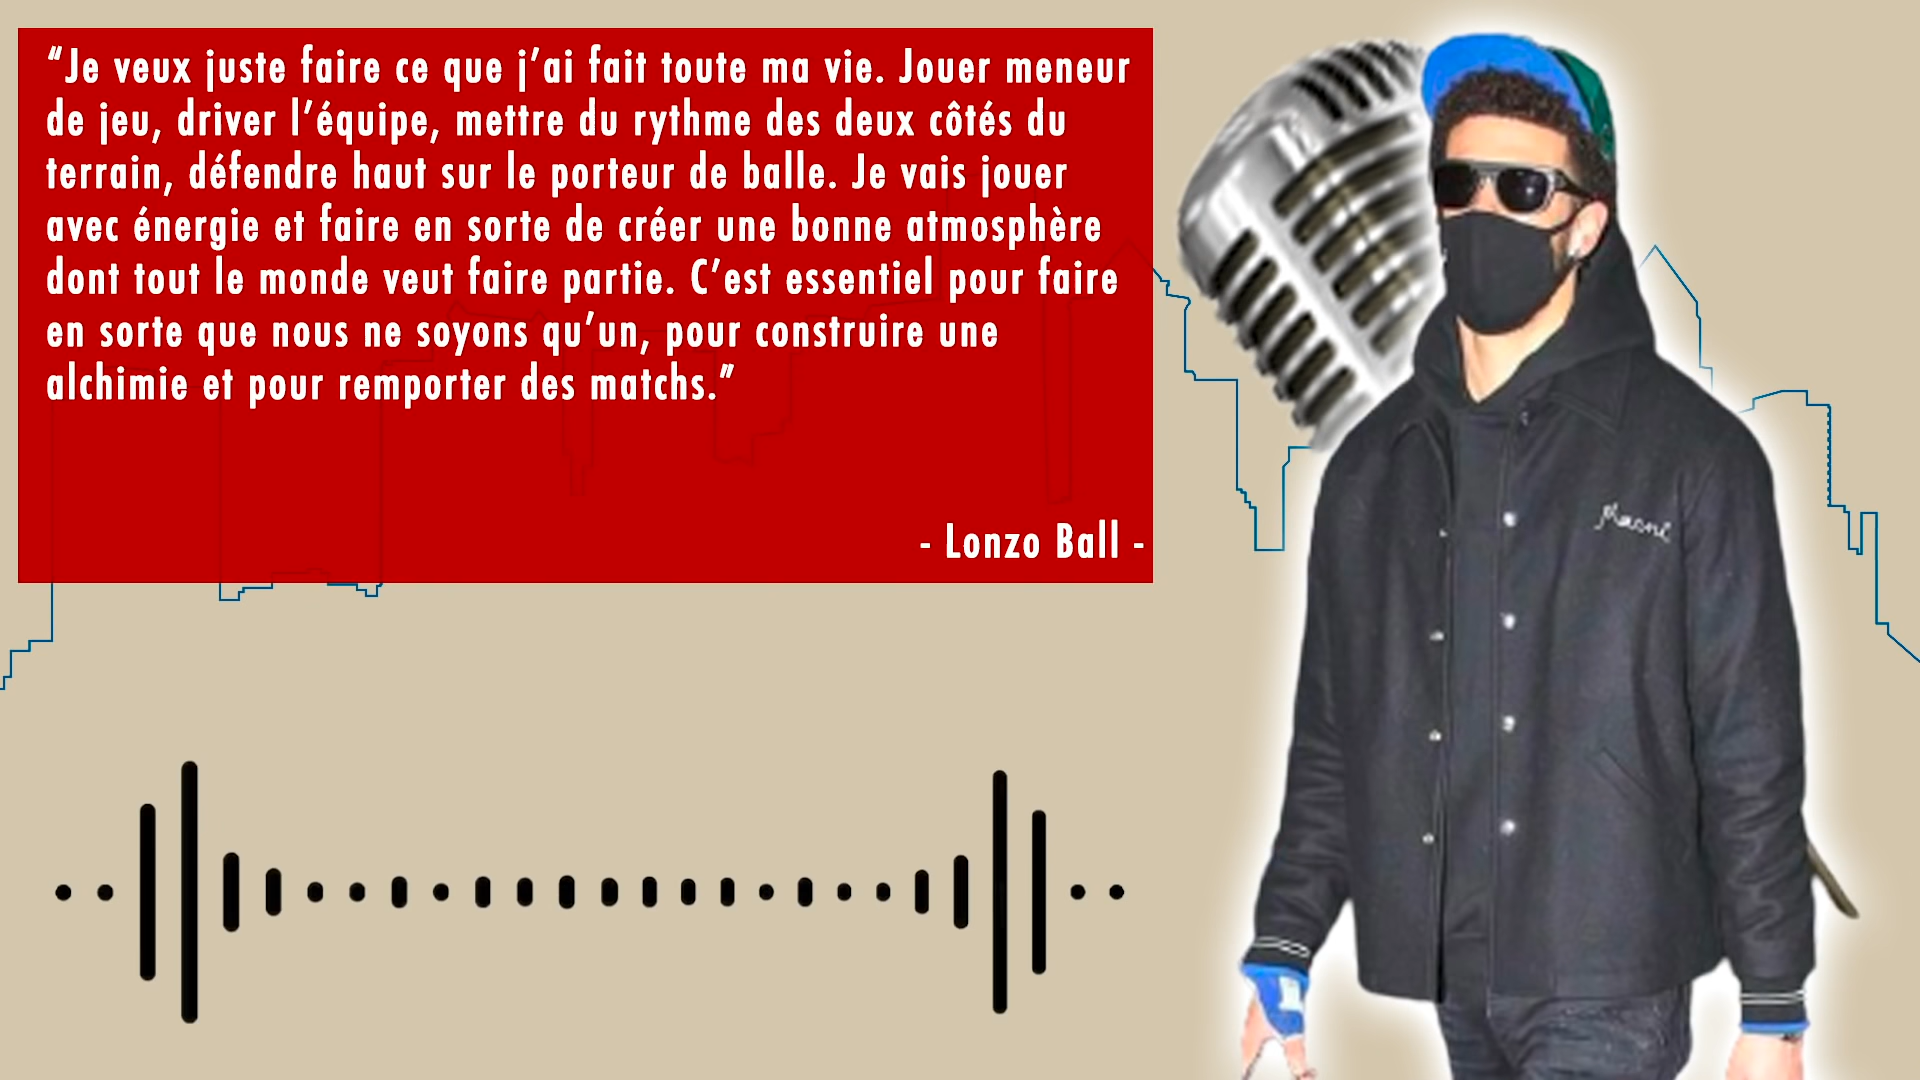 “Je veux juste faire ce que j’ai fait toute ma vie. Jouer meneur
de jeu, driver l’équipe, mettre du rythme des deux côtés du
terrain, défendre haut sur le porteur de balle. Je vais jouer
avec énergie et faire en sorte de créer une bonne atmosphère
dont tout le monde veut faire partie. C’est essentiel pour faire
en sorte que nous ne soyons qu’un, pour construire une
alchimie et pour remporter des matchs.”
- Lonzo Ball -